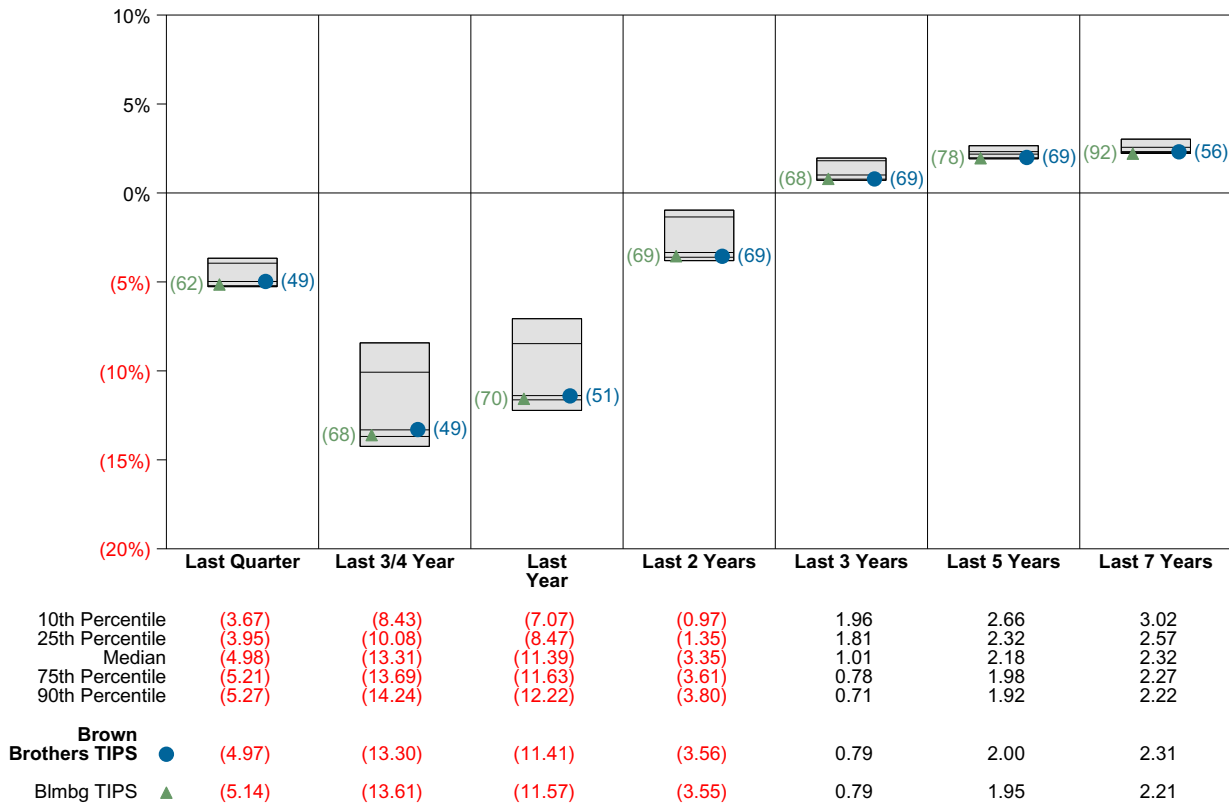 10%
5%
0%
(5%)
(10%)
(15%)
(20%)
(62) (49)
(68) (49)
(70) (51)
(69) (69)
(68) (69)
(78) (69)
(92) (56)
Last Quarter Last 3/4 Year Last Year Last 2 Years Last 3 Years Last 5 Years Last 7 Years
10th Percentile (3.67) (8.43) (7.07) (0.97) 1.96 2.66 3.02
25th Percentile (3.95) (10.08) (8.47) (1.35) 1.81 2.32 2.57
Median (4.98) (13.31) (11.39) (3.35) 1.01 2.18 2.32
75th Percentile (5.21) (13.69) (11.63) (3.61) 0.78 1.98 2.27
90th Percentile (5.27) (14.24) (12.22) (3.80) 0.71 1.92 2.22
Brown
Brothers TIPS (4.97) (13.30) (11.41) (3.56) 0.79 2.00 2.31
Blmbg TIPS (5.14) (13.61) (11.57) (3.55) 0.79 1.95 2.21